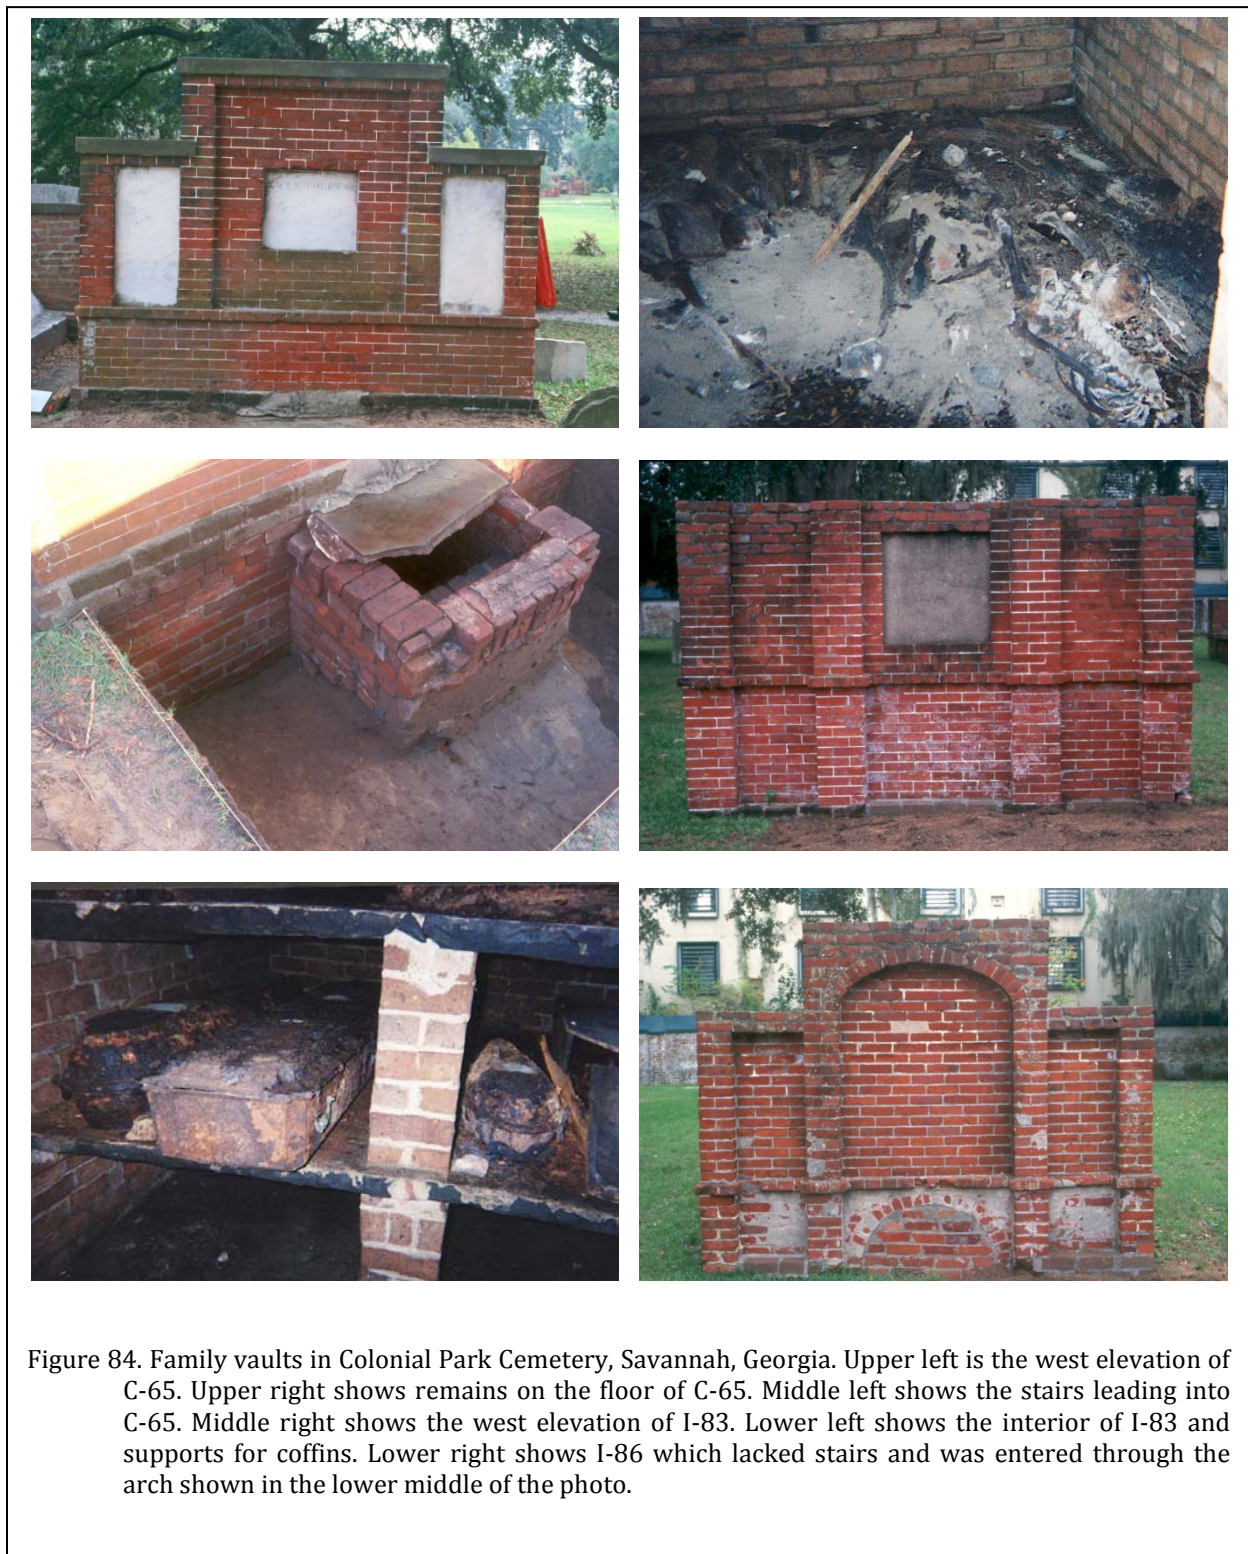 Figure 84. Family vaults in Colonial Park Cemetery, Savannah, Georgia. Upper left is the west elevation of
C-65. Upper right shows remains on the floor of C-65. Middle left shows the stairs leading into
C-65. Middle right shows the west elevation of I-83. Lower left shows the interior of I-83 and
supports for coffins. Lower right shows I-86 which lacked stairs and was entered through the
arch shown in the lower middle of the photo.